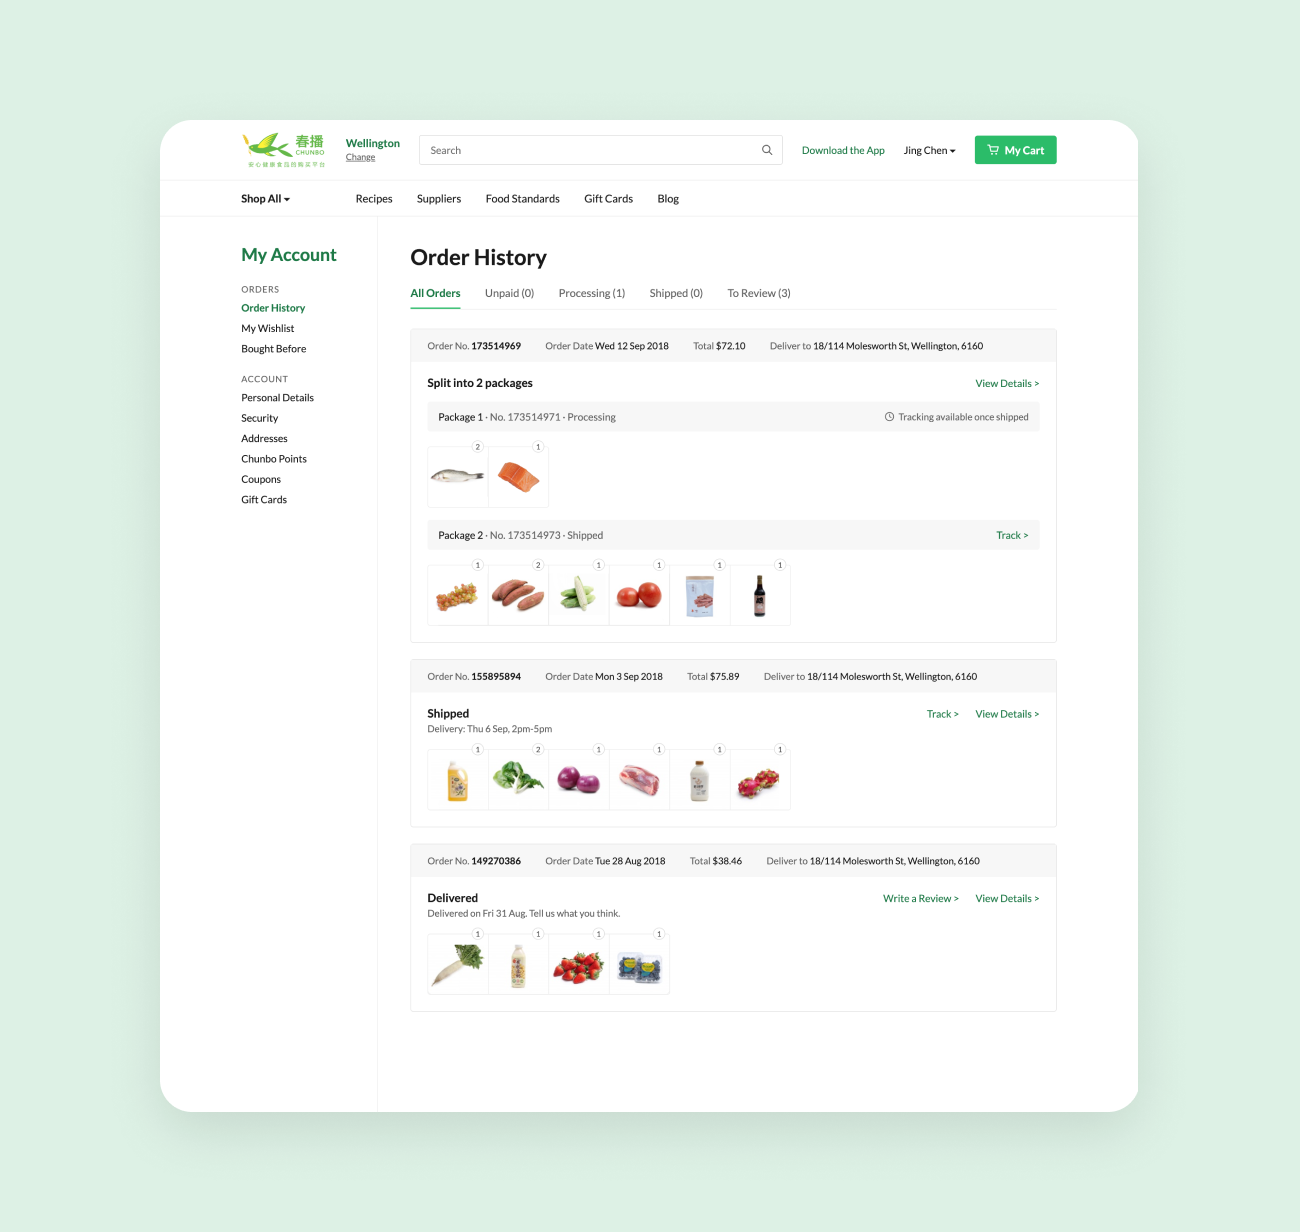 春播
CHUNBO
安心健康食品的购买平台
Wellington
Change
Search
Download the App
Jing Chen
My Cart
Shop All
Recipes
Suppliers
Food Standards
Gift Cards
Blog
My Account
ORDERS
Order History
My Wishlist
Bought Before
ACCOUNT
Personal Details
Security
Addresses
Chunbo Points
Coupons
Gift Cards
Order History
All Orders
Unpaid (0)
Processing (1)
Shipped (0)
To Review (3)
Order No. 173514969
Order Date Wed 12 Sep 2018
Total $72.10
Deliver to 18/114 Molesworth St, Wellington, 6160
Split into 2 packages
View Details >
Package 1 · No. 173514971 · Processing
Tracking available once shipped
2
1
Package 2 · No. 173514973 · Shipped
Track >
1
2
1
1
1
1
Order No. 155895894
Order Date Mon 3 Sep 2018
Total $75.89
Deliver to 18/114 Molesworth St, Wellington, 6160
Shipped
Track >
View Details >
Delivery: Thu 6 Sep, 2pm-5pm
1
2
1
1
1
1
Order No. 149270386
Order Date Tue 28 Aug 2018
Total $38.46
Deliver to 18/114 Molesworth St, Wellington, 6160
Delivered
Write a Review >
View Details >
Delivered on Fri 31 Aug. Tell us what you think.
1
1
1
1